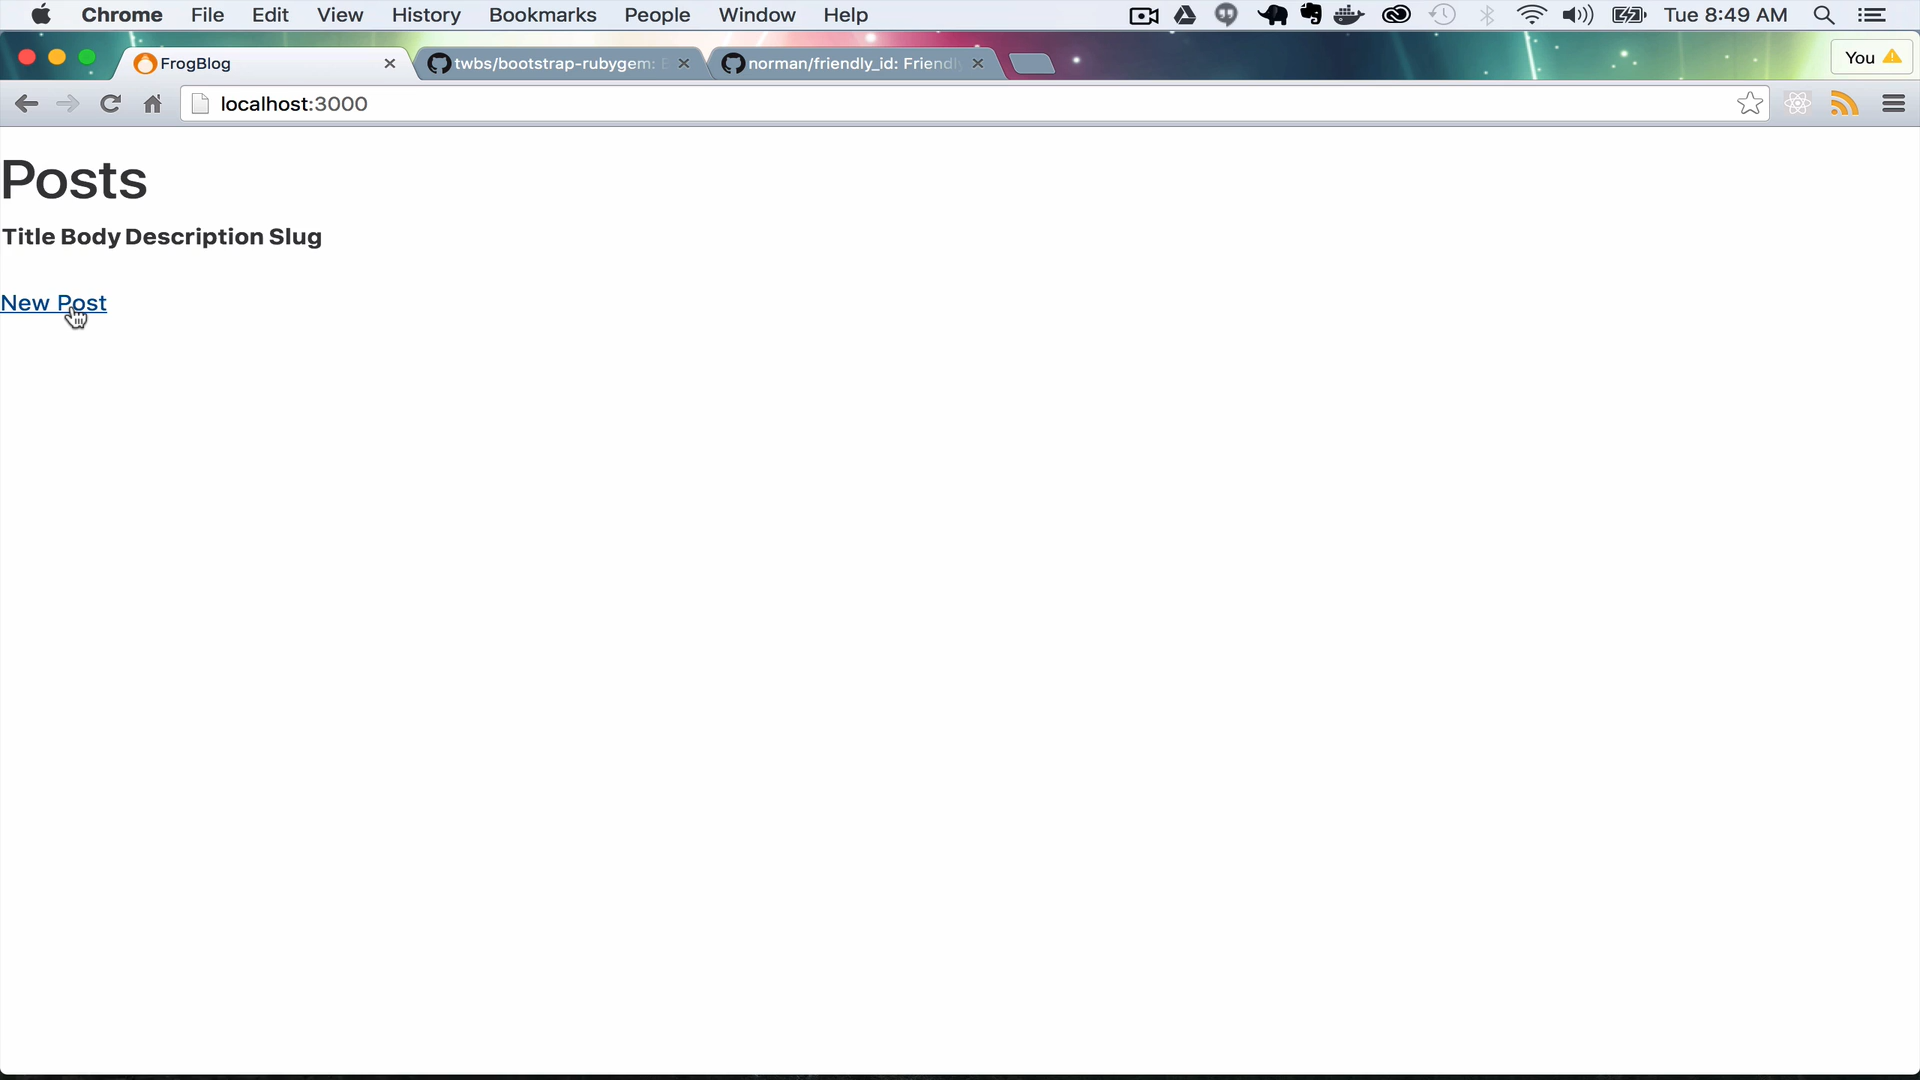 Chrome File Edit View History Bookmarks People Window Help Tue 8:49 AM
FrogBlog twbs/bootstrap-rubygem: norman/friendly_id: Friendly You
localhost:3000
Posts
Title Body Description Slug
New Post